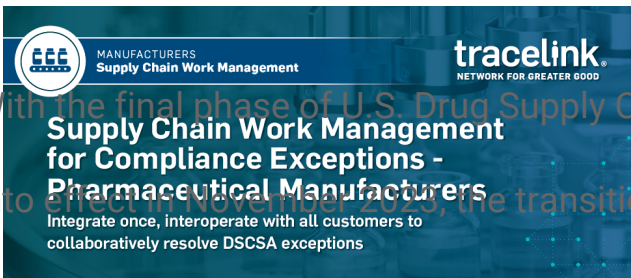 MANUFACTURERS
Supply Chain Work Management
tracelink®
NETWORK FOR GREATER GOOD
with the final phase of U.S. Drug Supply C
Supply Chain Work Management
for Compliance Exceptions -
Pharmaceutical Manufacturers
to effect in November 2023, the transiti
Integrate once, interoperate with all customers to
collaboratively resolve DSCSA exceptions